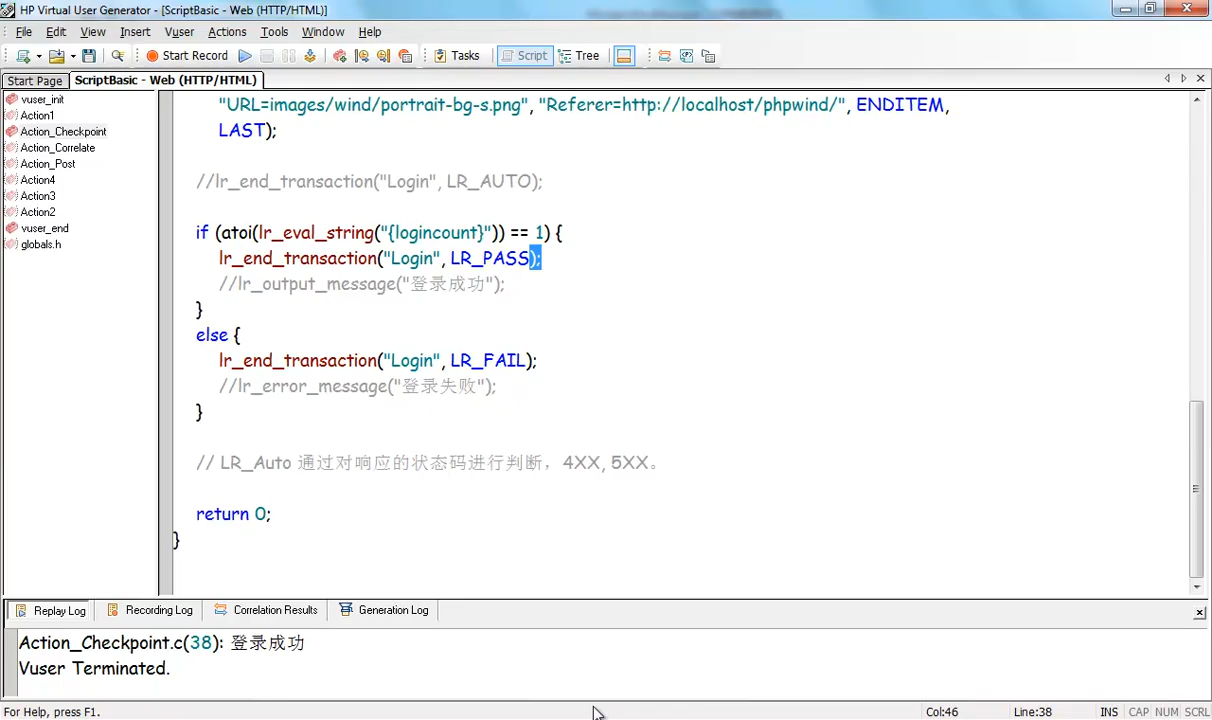 HP Virtual User Generator - [ScriptBasic - Web (HTTP/HTML)]
File Edit View Insert Vuser Actions Tools Window Help
Start Record Tasks Script Tree
Start Page ScriptBasic - Web (HTTP/HTML)
vuser_init
Action1
Action_Checkpoint
Action_Correlate
Action_Post
Action4
Action3
Action2
vuser_end
globals.h
"URL=images/wind/portrait-bg-s.png", "Referer=http://localhost/phpwind/", ENDITEM,
LAST);
//lr_end_transaction("Login", LR_AUTO);
if (atoi(lr_eval_string("{logincount}")) == 1) {
lr_end_transaction("Login", LR_PASS);
//lr_output_message("登录成功");
}
else {
lr_end_transaction("Login", LR_FAIL);
//lr_error_message("登录失败");
}
// LR_Auto 通过对响应的状态码进行判断，4XX, 5XX。
return 0;
}
Replay Log Recording Log Correlation Results Generation Log
Action_Checkpoint.c(38): 登录成功
Vuser Terminated.
For Help, press F1. Col:46 Line:38 INS CAP NUM SCRL